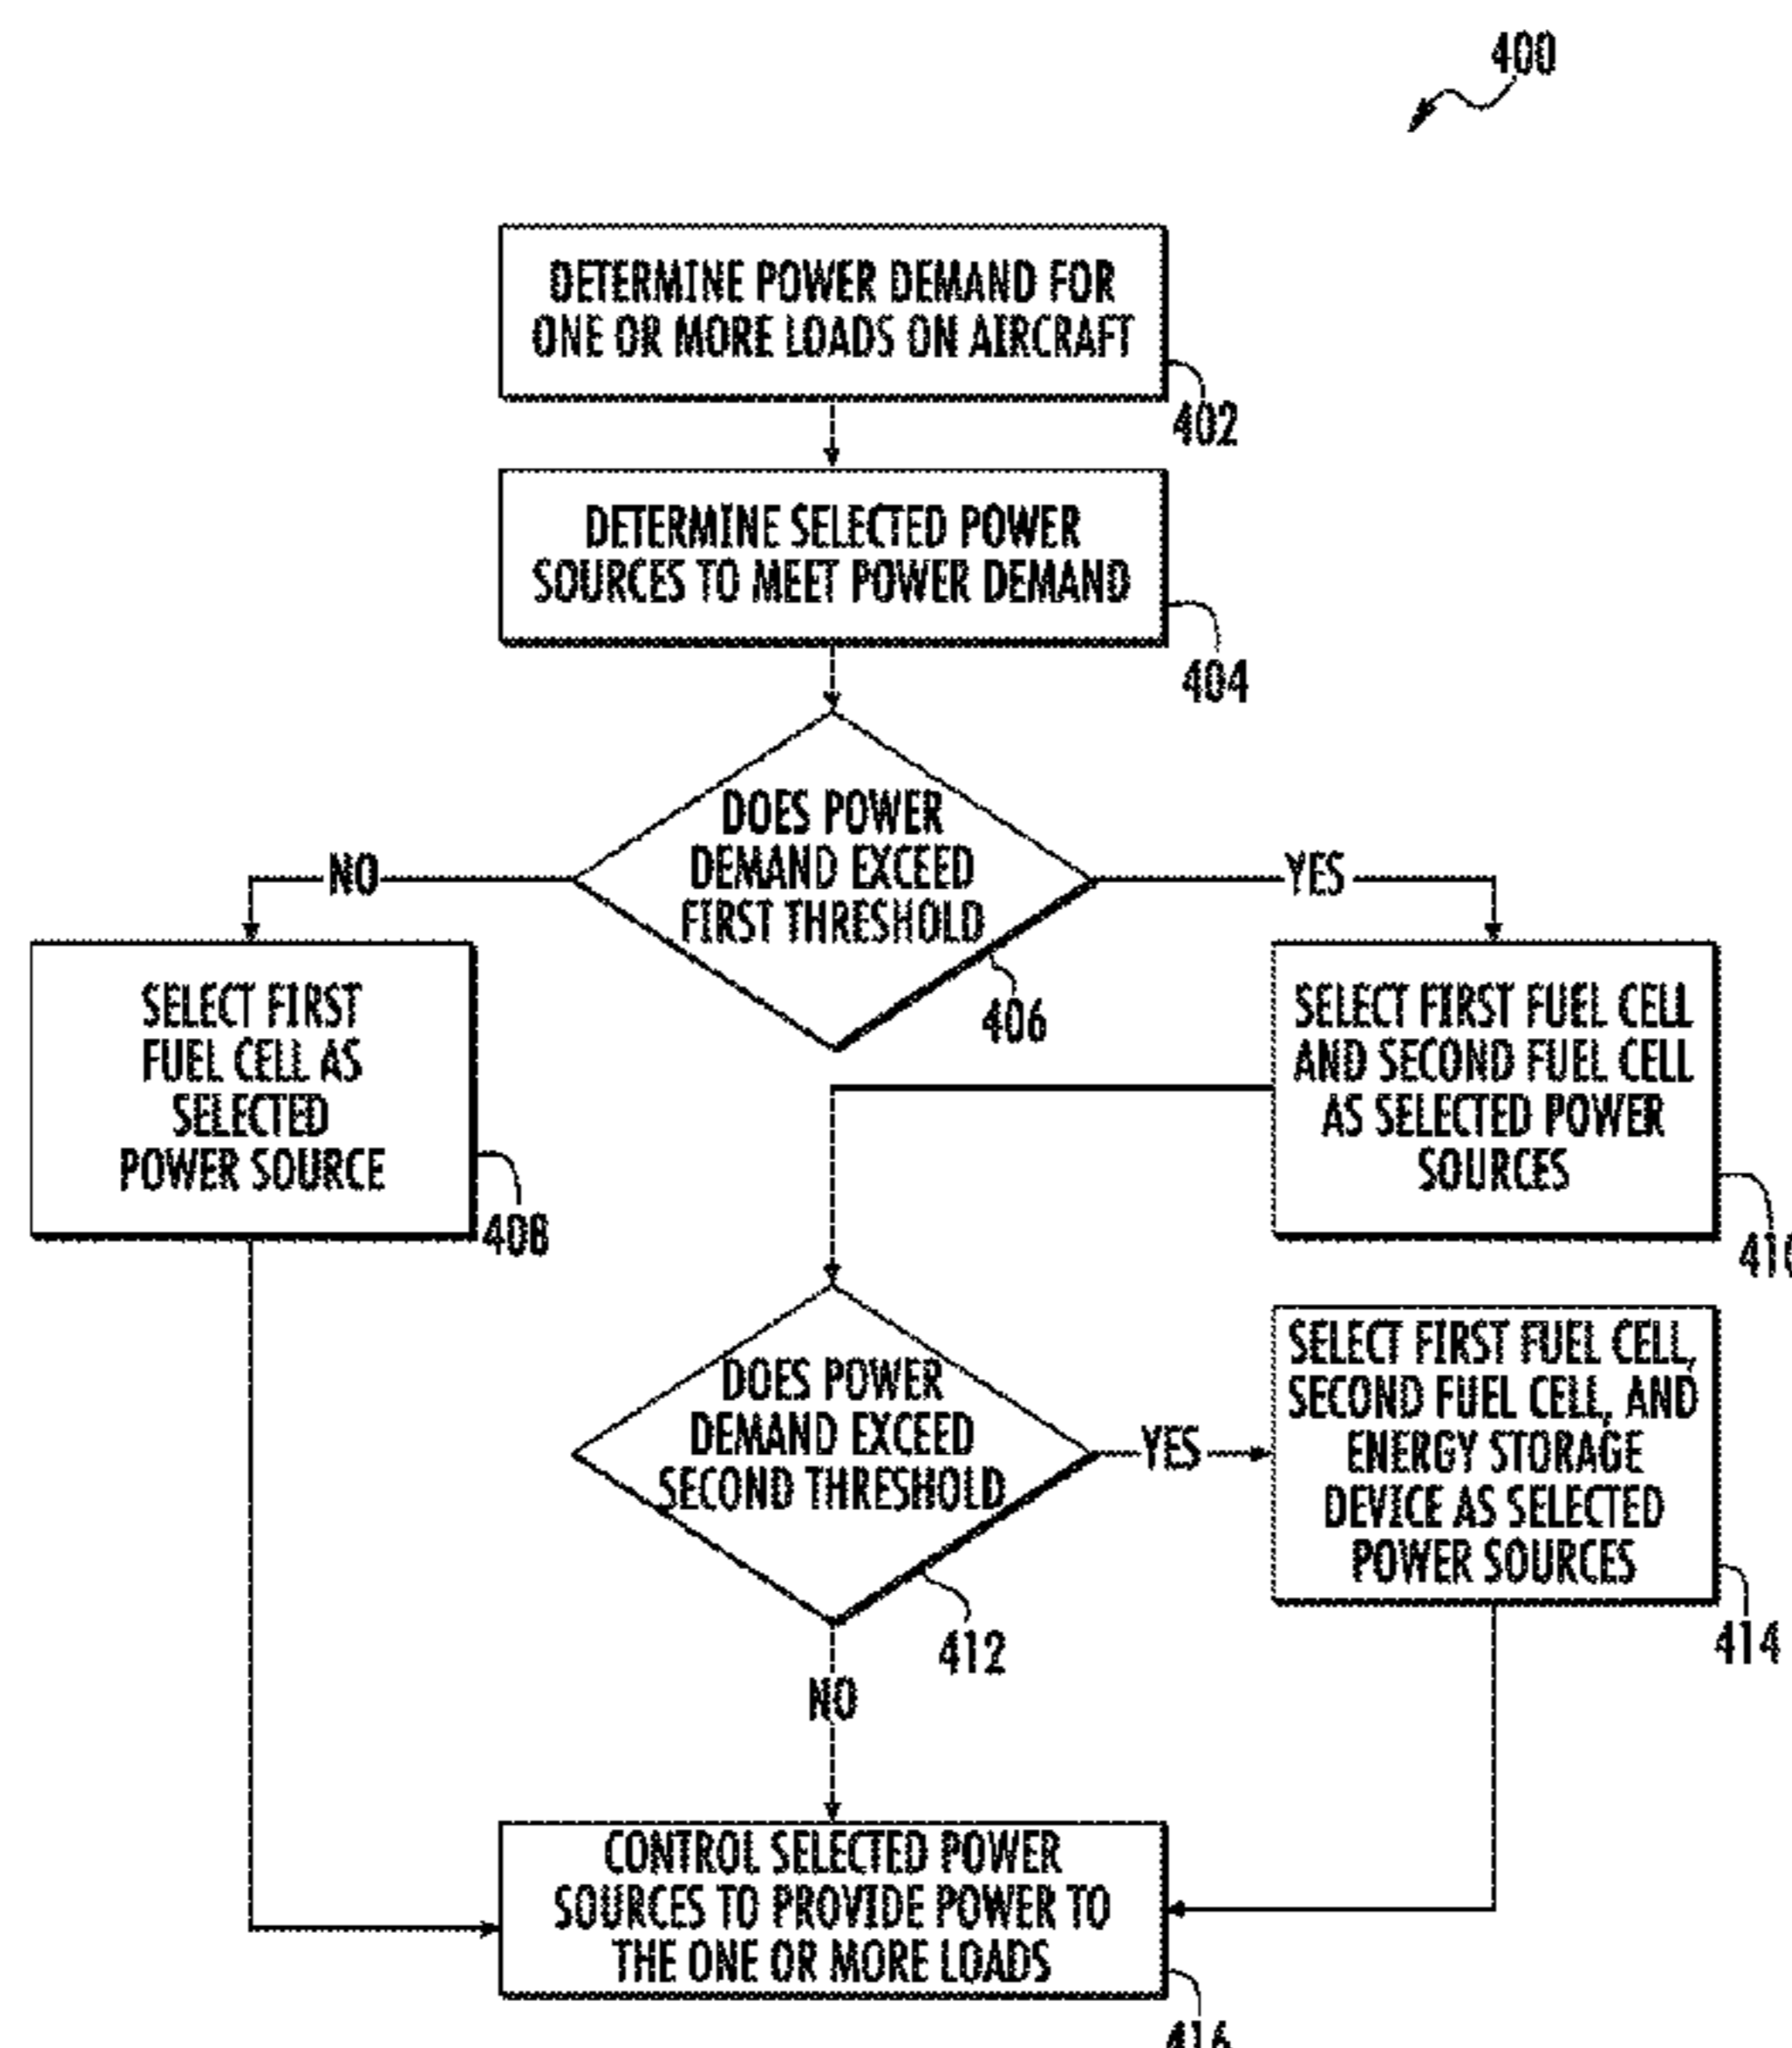 400
DETERMINE POWER DEMAND FOR
ONE OR MORE LOADS ON AIRCRAFT
402
DETERMINE SELECTED POWER
SOURCES TO MEET POWER DEMAND
404
DOES POWER
DEMAND EXCEED
FIRST THRESHOLD
406
NO
YES
SELECT FIRST
FUEL CELL AS
SELECTED
POWER SOURCE
408
SELECT FIRST FUEL CELL
AND SECOND FUEL CELL
AS SELECTED POWER
SOURCES
410
DOES POWER
DEMAND EXCEED
SECOND THRESHOLD
412
YES
NO
SELECT FIRST FUEL CELL,
SECOND FUEL CELL, AND
ENERGY STORAGE
DEVICE AS SELECTED
POWER SOURCES
414
CONTROL SELECTED POWER
SOURCES TO PROVIDE POWER TO
THE ONE OR MORE LOADS
416